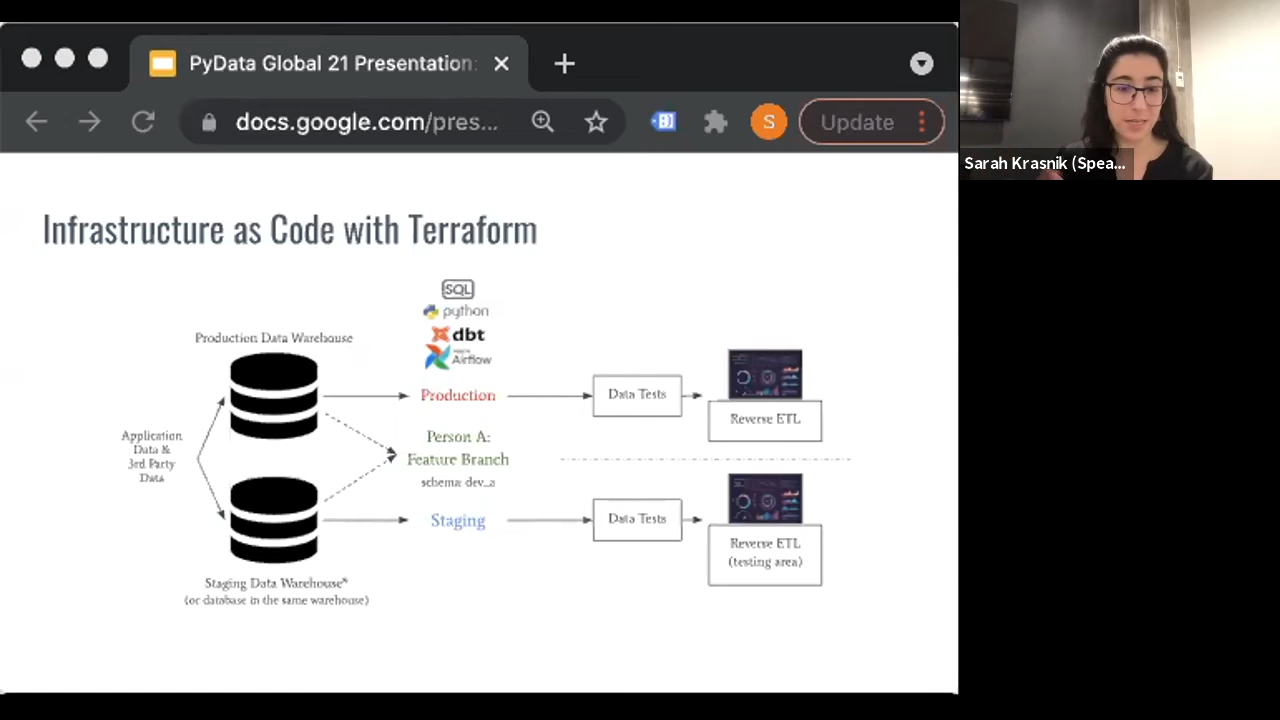 PyData Global 21 Presentation:
docs.google.com/pres...
S
Update
Sarah Krasnik (Spea...
Infrastructure as Code with Terraform
SQL
python
dbt
Airflow
Production Data Warehouse
Production
Data Tests
Reverse ETL
Application
Data &
3rd Party
Data
Person A:
Feature Branch
schema: dev_a
Staging
Data Tests
Reverse ETL
(testing area)
Staging Data Warehouse*
(or database in the same warehouse)